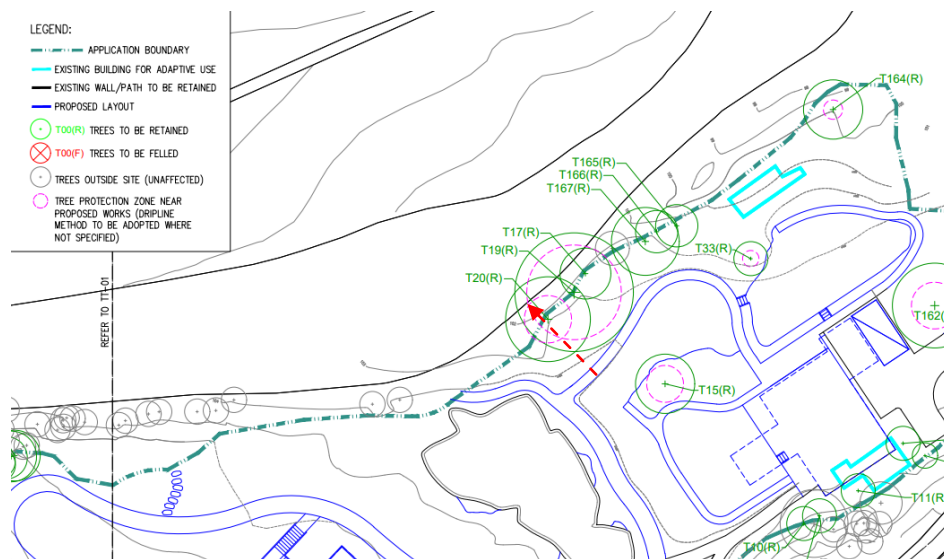 LEGEND:
APPLICATION BOUNDARY
EXISTING BUILDING FOR ADAPTIVE USE
EXISTING WALL/PATH TO BE RETAINED
PROPOSED LAYOUT
T00(R) TREES TO BE RETAINED
T00(F) TREES TO BE FELLED
TREES OUTSIDE SITE (UNAFFECTED)
TREE PROTECTION ZONE NEAR
PROPOSED WORKS (DRIPLINE
METHOD TO BE ADOPTED WHERE
NOT SPECIFIED)
REFER TO TT-01
T164(R)
T165(R)
T166(R)
T167(R)
T17(R)
T19(R)
T20(R)
T33(R)
T162(
T15(R)
T11(R
T10(R)